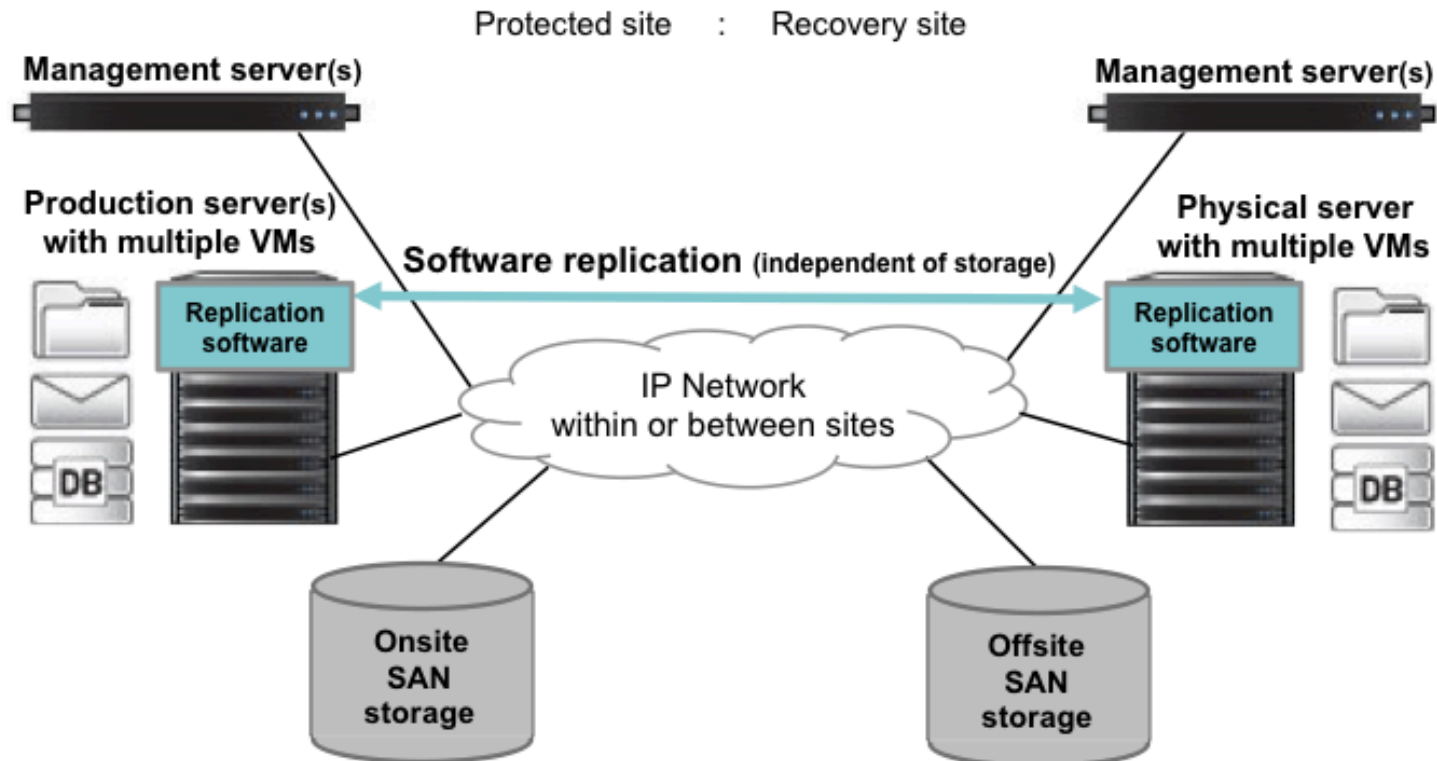 Protected site : Recovery site
Management server(s)
Management server(s)
Production server(s)
with multiple VMs
Physical server
with multiple VMs
Software replication (independent of storage)
Replication
software
Replication
software
IP Network
within or between sites
DB
DB
Onsite
SAN
storage
Offsite
SAN
storage